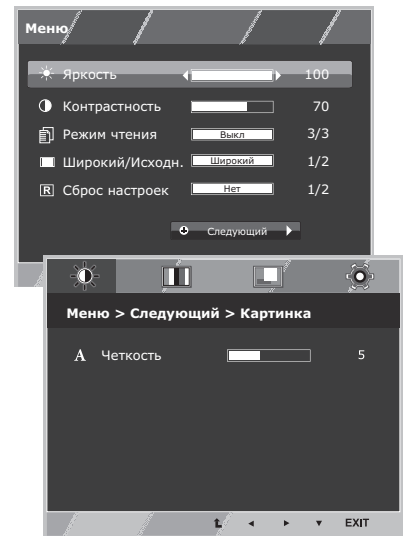 Меню
Яркость 100
Контрастность 70
Режим чтения Выкл 3/3
Широкий/Исходн. Широкий 1/2
R Сброс настроек Нет 1/2
Следующий
Меню > Следующий > Картинка
A Четкость 5
EXIT